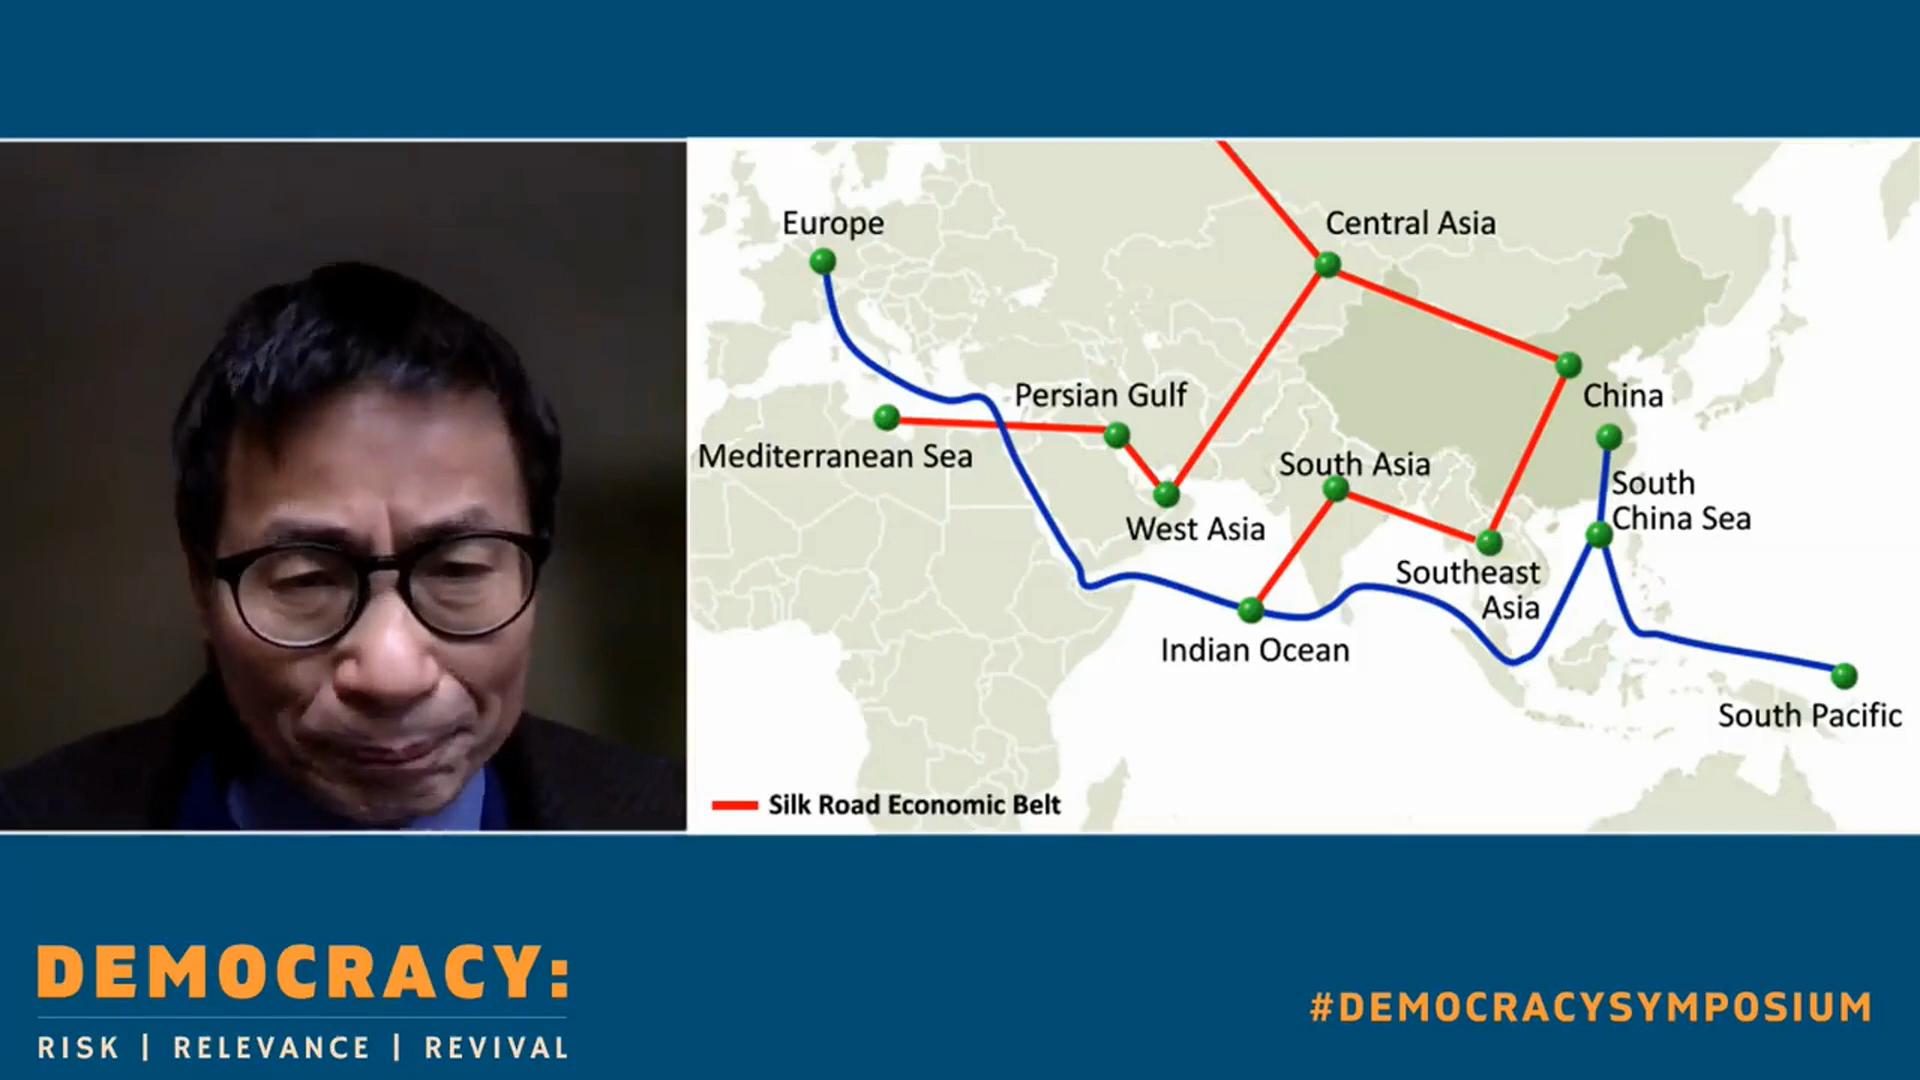 Europe
Central Asia
Persian Gulf
China
Mediterranean Sea
South Asia
South
China Sea
West Asia
Southeast
Asia
Indian Ocean
South Pacific
Silk Road Economic Belt
DEMOCRACY:
RISK | RELEVANCE | REVIVAL
#DEMOCRACYSYMPOSIUM